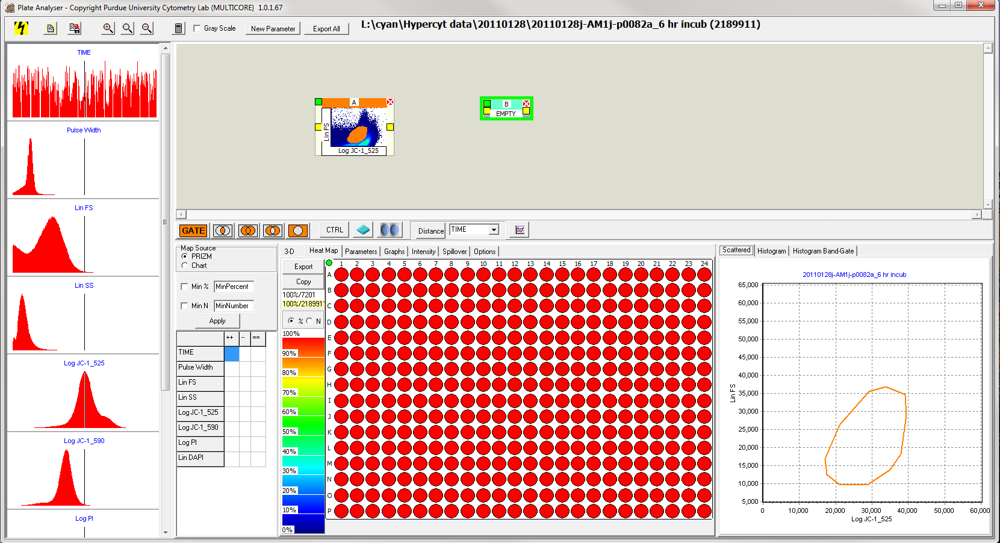 Plate Analyser - Copyright Purdue University Cytometry Lab (MULTICORE)  1.0.1.67
Gray Scale
New Parameter
Export All
L:\cyan\Hypercyt data\20110128\20110128j-AM1j-p0082a_6 hr incub (2189911)
TIME
Pulse Width
Lin FS
Lin SS
Log JC-1_525
Log JC-1_590
Log PI
A
Lin FS
Log JC-1_525
B
EMPTY
GATE
CTRL
Distance
TIME
Map Source
PRIZM
Chart
Min %
MinPercent
Min N
MinNumber
Apply
++ -- ==
TIME
Pulse Width
Lin FS
Lin SS
Log JC-1_525
Log JC-1_590
Log PI
Lin DAPI
3-D Heat Map Parameters Graphs Intensity Spillover Options
Export
Copy
100%/7201
100%/2189911
% N
100%
90%
80%
70%
60%
50%
40%
30%
20%
10%
0%
1 2 3 4 5 6 7 8 9 10 11 12 13 14 15 16 17 18 19 20 21 22 23 24
A
B
C
D
E
F
G
H
I
J
K
L
M
N
O
P
Scattered Histogram Histogram Band-Gate
20110128j-AM1j-p0082a_6 hr incub
65,000
60,000
55,000
50,000
45,000
40,000
35,000
30,000
25,000
20,000
15,000
10,000
5,000
Lin FS
0 10,000 20,000 30,000 40,000 50,000 60,000
Log JC-1_525